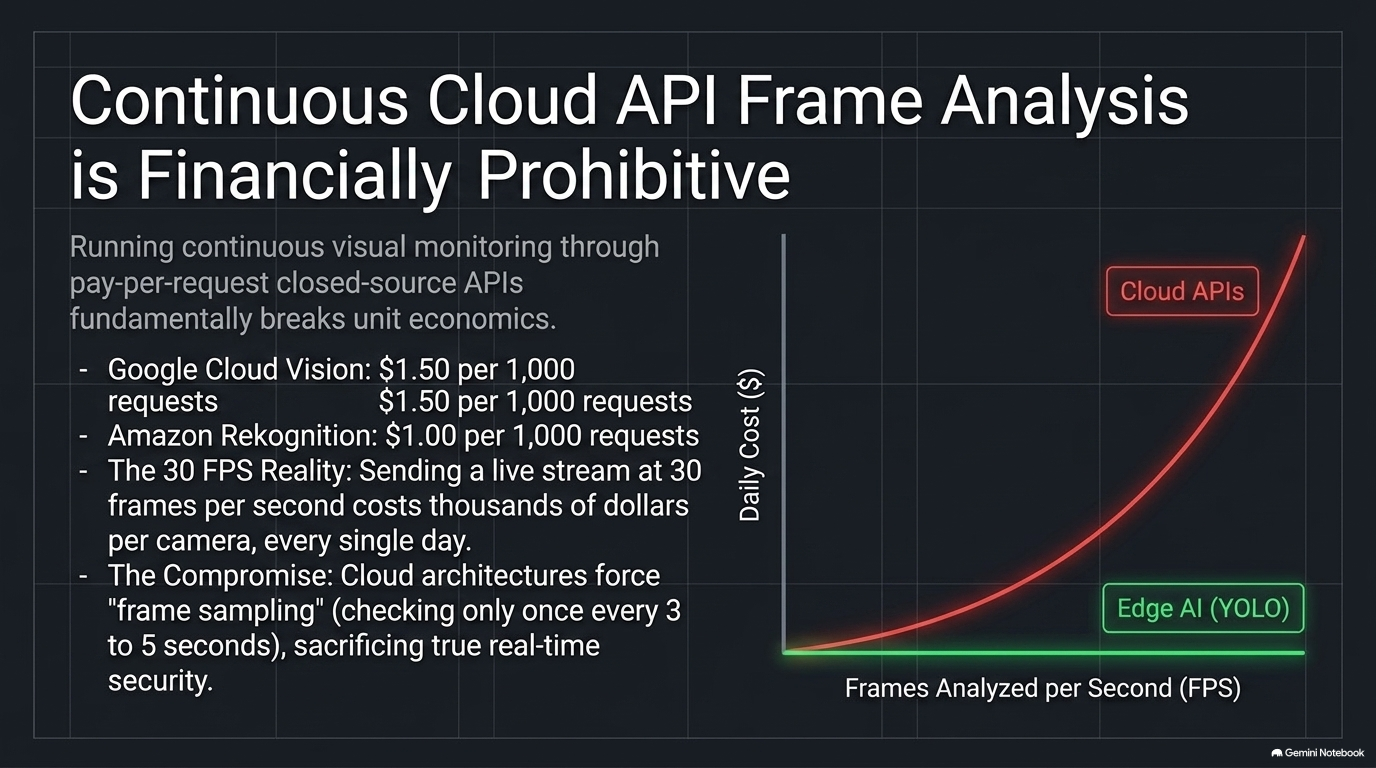 Continuous Cloud API Frame Analysis
is Financially Prohibitive
Running continuous visual monitoring through
pay-per-request closed-source APIs
fundamentally breaks unit economics.
- Google Cloud Vision: $1.50 per 1,000
requests $1.50 per 1,000 requests
- Amazon Rekognition: $1.00 per 1,000 requests
- The 30 FPS Reality: Sending a live stream at 30
frames per second costs thousands of dollars
per camera, every single day.
- The Compromise: Cloud architectures force
"frame sampling" (checking only once every 3
to 5 seconds), sacrificing true real-time
security.
Daily Cost ($)
Cloud APIs
Edge AI (YOLO)
Frames Analyzed per Second (FPS)
Gemini Notebook